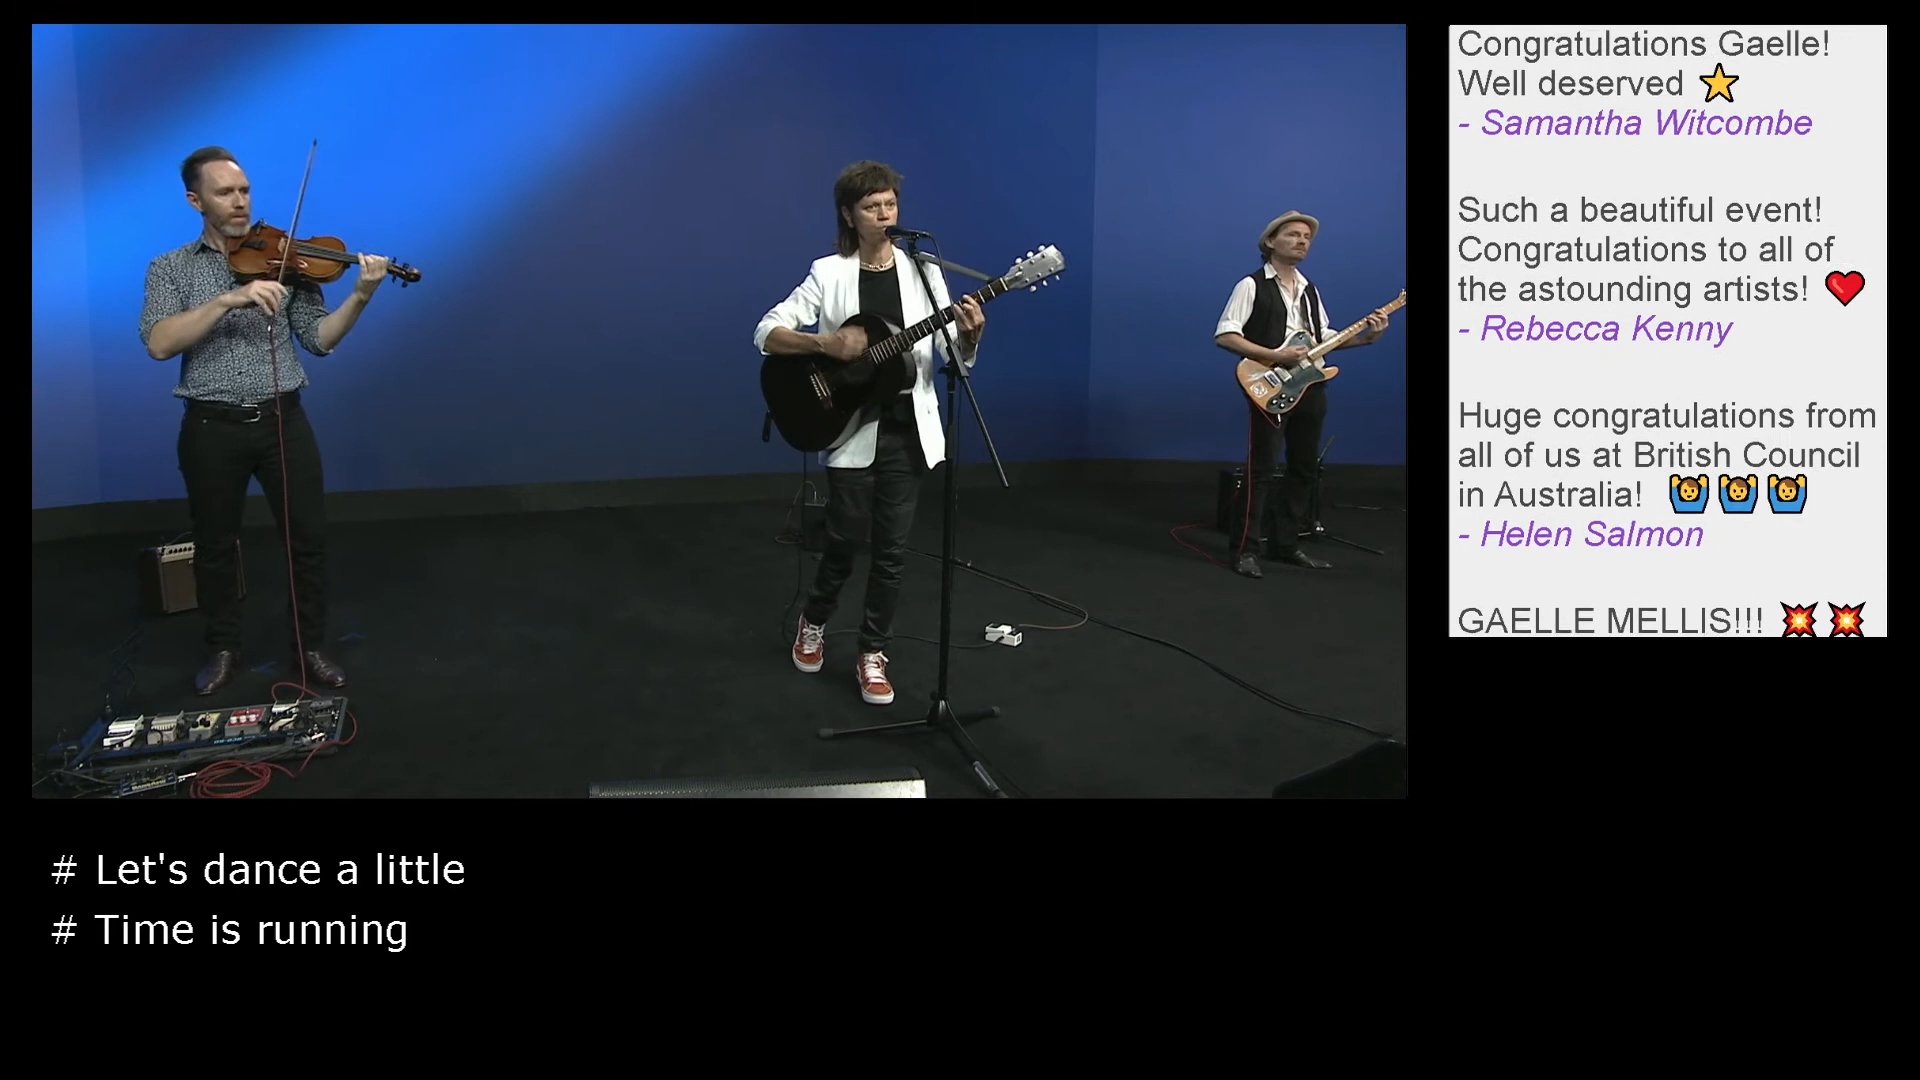 Congratulations Gaelle!
Well deserved ⭐
- Samantha Witcombe
Such a beautiful event!
Congratulations to all of
the astounding artists! ❤️
- Rebecca Kenny
Huge congratulations from
all of us at British Council
in Australia! 🙆‍♂️🙆‍♂️🙆‍♂️
- Helen Salmon
GAELLE MELLIS!!! 💥💥
# Let's dance a little
# Time is running